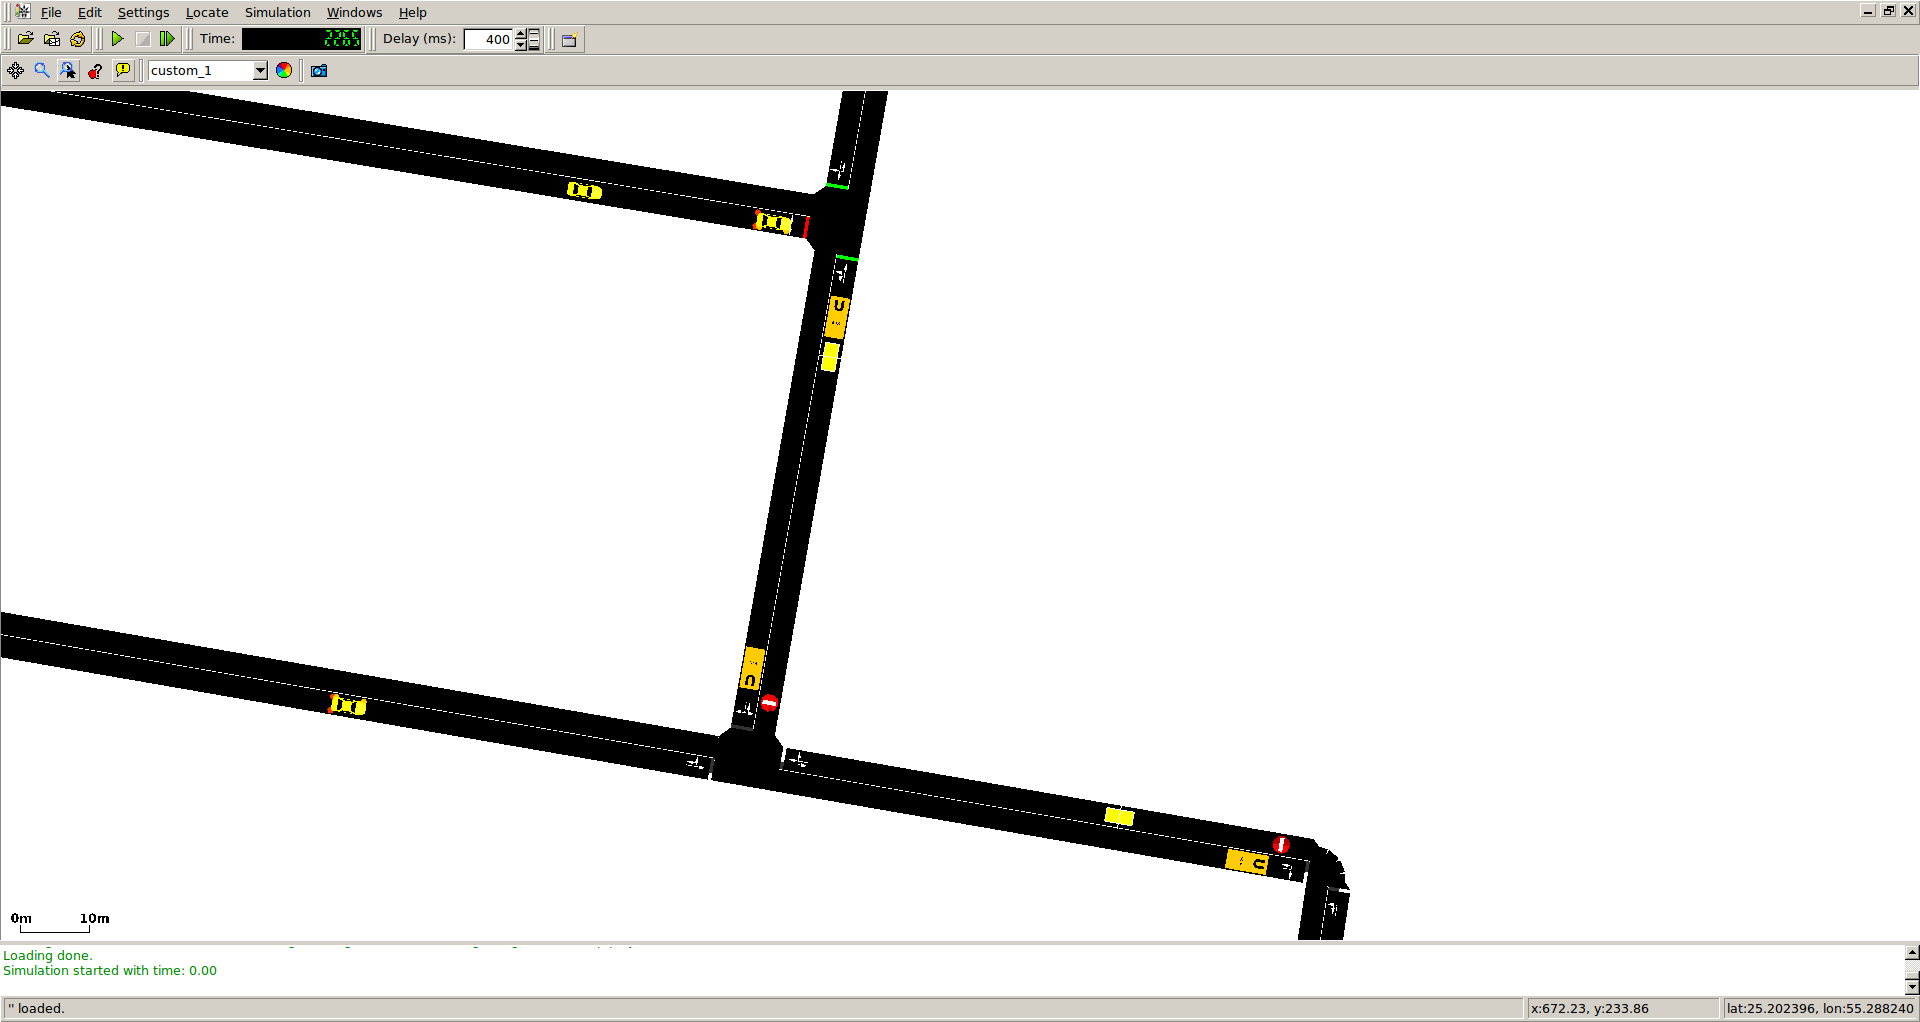 File Edit Settings Locate Simulation Windows Help
Time: 2265 Delay (ms): 400
custom_1
0m 10m
Loading done.
Simulation started with time: 0.00
'' loaded. x:672.23, y:233.86 lat:25.202396, lon:55.288240